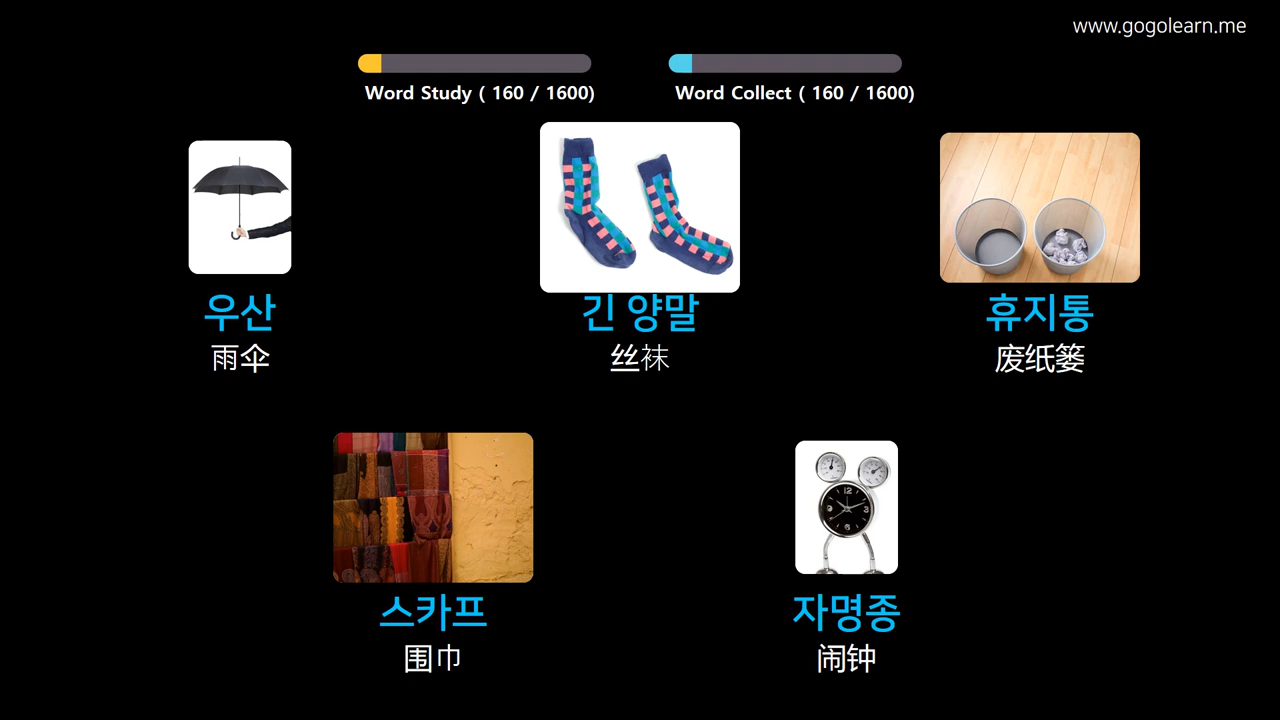 www.gogolearn.me
Word Study ( 160 / 1600)
Word Collect ( 160 / 1600)
우산
雨伞
긴 양말
丝袜
휴지통
废纸篓
스카프
围巾
자명종
闹钟